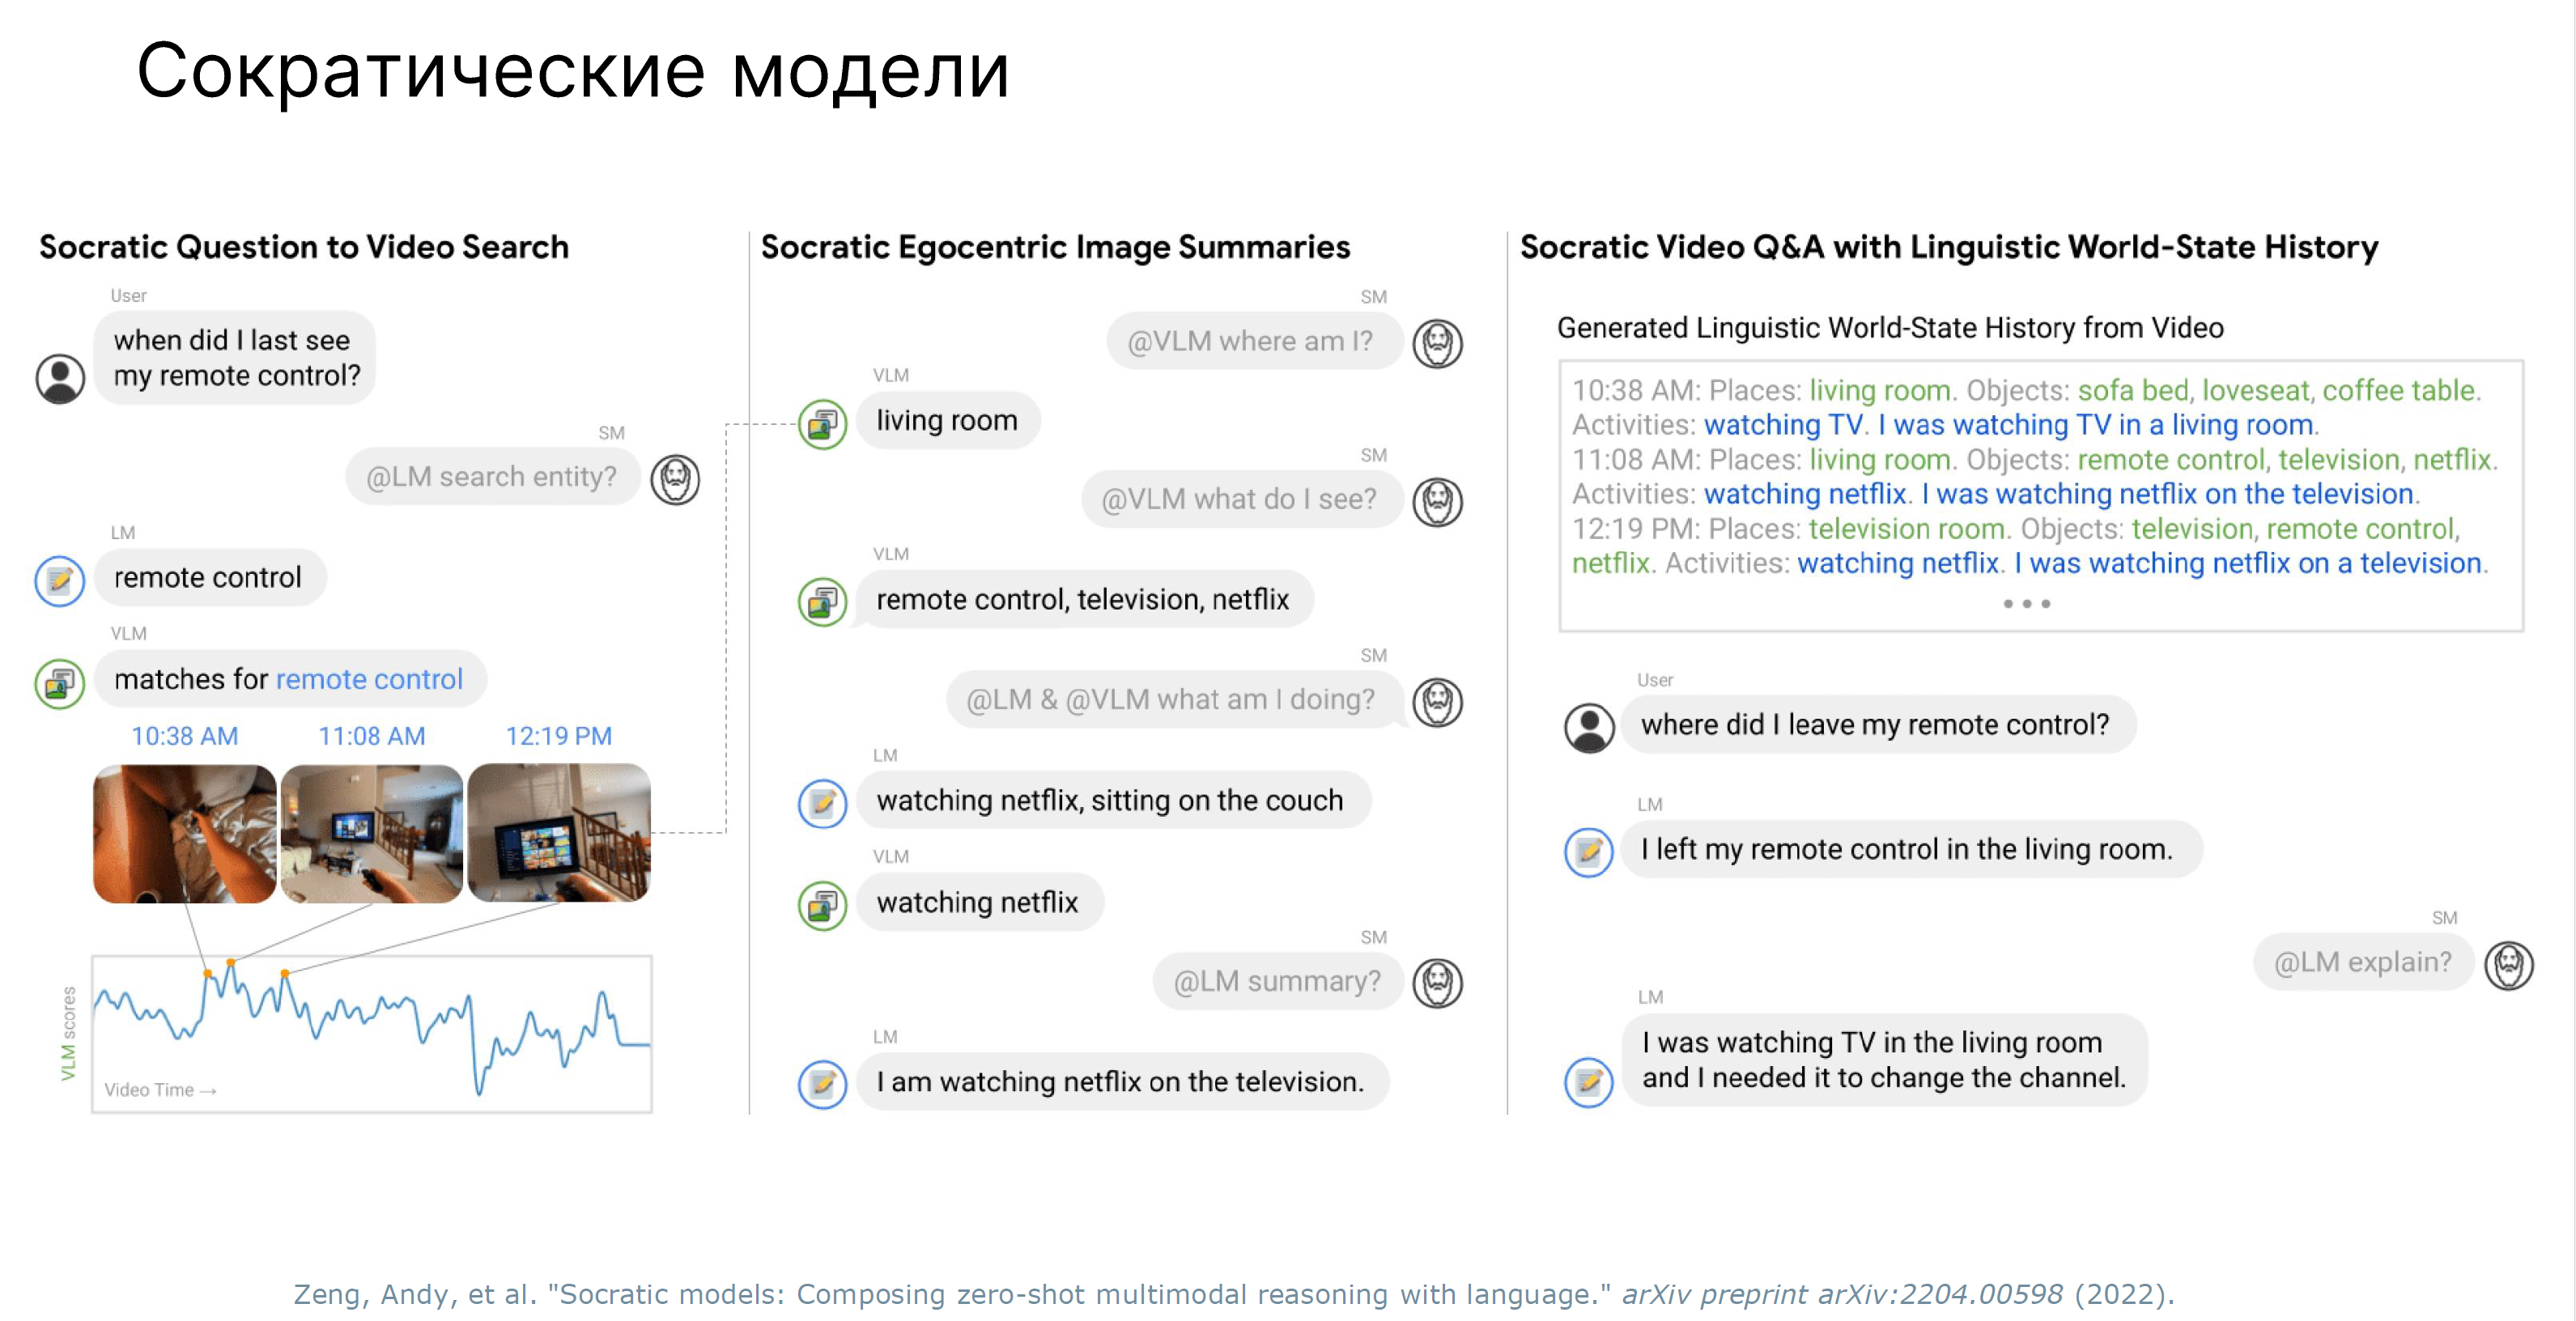 Сократические модели
Socratic Question to Video Search
User
when did I last see
my remote control?
SM
@LM search entity?
LM
remote control
VLM
matches for remote control
10:38 AM 11:08 AM 12:19 PM
VLM scores
Video Time →
Socratic Egocentric Image Summaries
SM
@VLM where am I?
VLM
living room
SM
@VLM what do I see?
VLM
remote control, television, netflix
SM
@LM & @VLM what am I doing?
LM
watching netflix, sitting on the couch
VLM
watching netflix
SM
@LM summary?
LM
I am watching netflix on the television.
Socratic Video Q&A with Linguistic World-State History
Generated Linguistic World-State History from Video
10:38 AM: Places: living room. Objects: sofa bed, loveseat, coffee table.
Activities: watching TV. I was watching TV in a living room.
11:08 AM: Places: living room. Objects: remote control, television, netflix.
Activities: watching netflix. I was watching netflix on the television.
12:19 PM: Places: television room. Objects: television, remote control,
netflix. Activities: watching netflix. I was watching netflix on a television.
• • •
User
where did I leave my remote control?
LM
I left my remote control in the living room.
SM
@LM explain?
LM
I was watching TV in the living room
and I needed it to change the channel.
Zeng, Andy, et al. "Socratic models: Composing zero-shot multimodal reasoning with language." arXiv preprint arXiv:2204.00598 (2022).